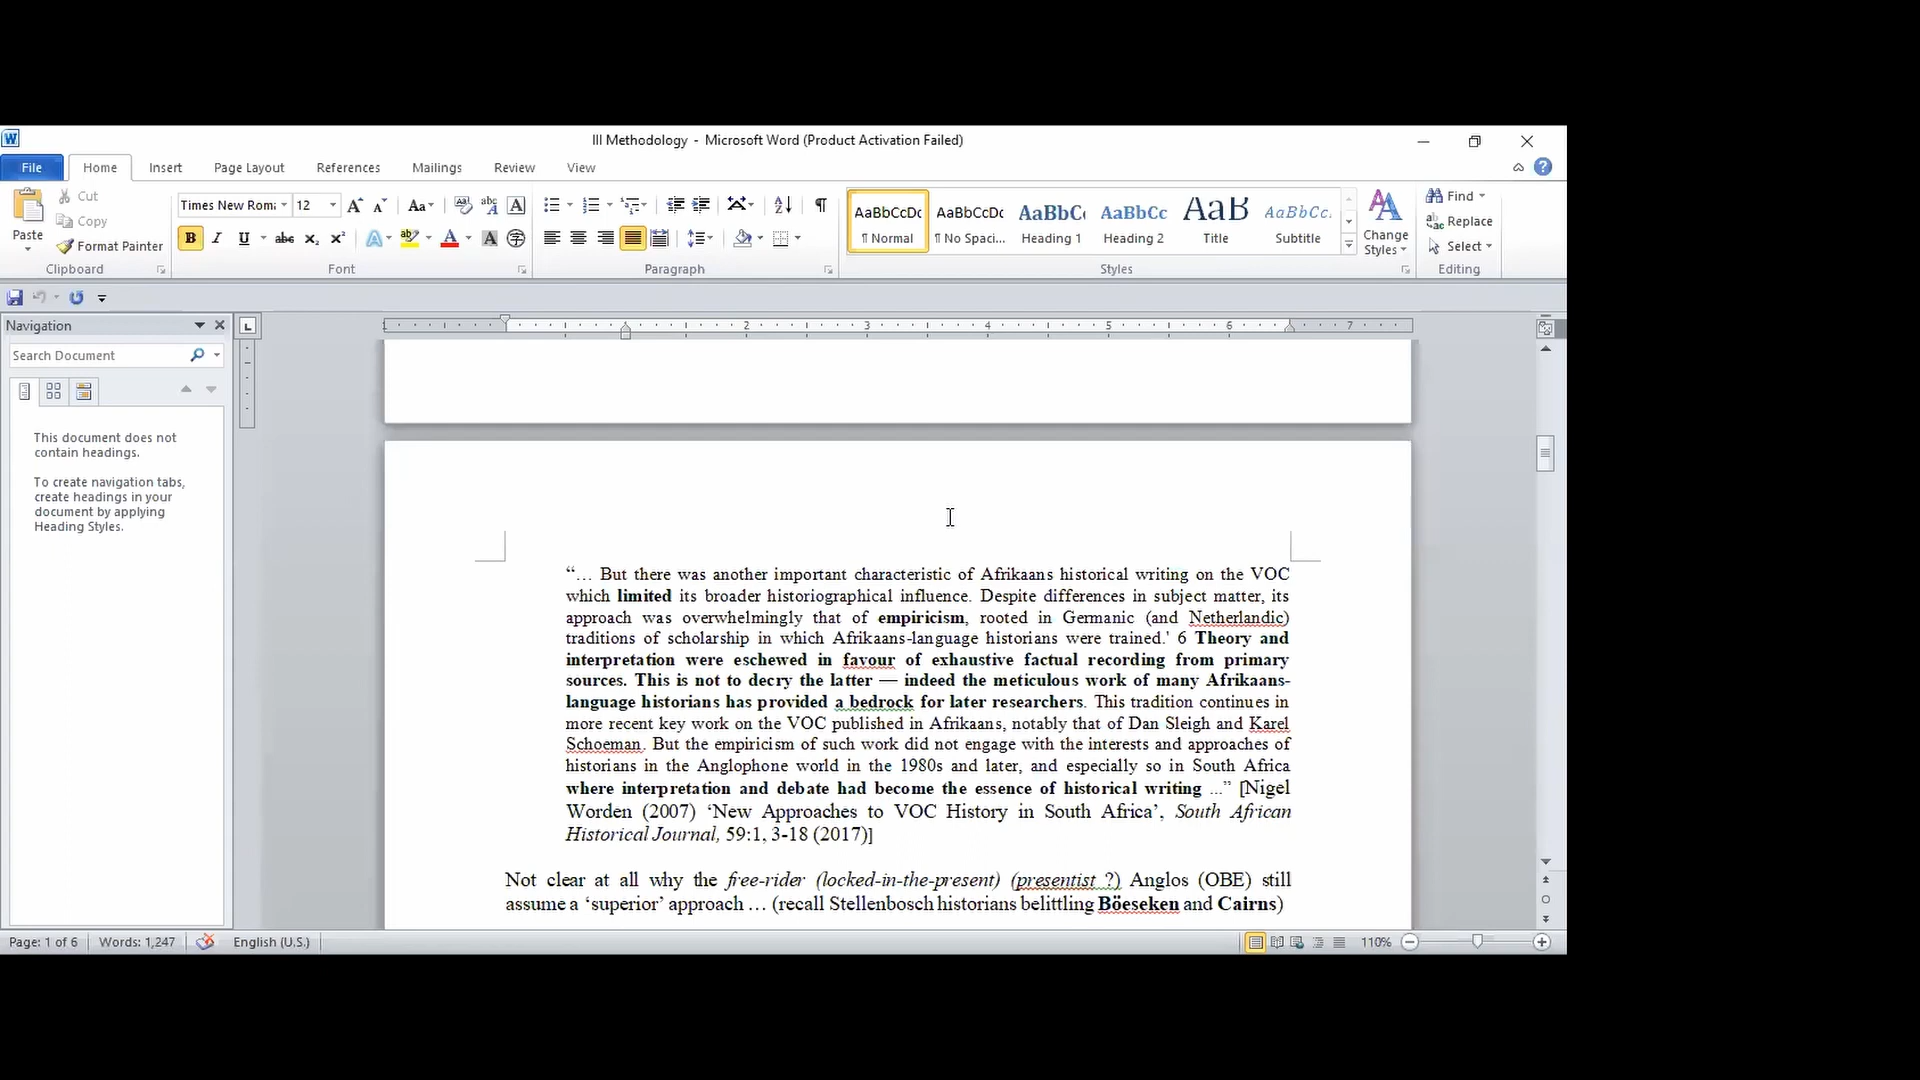 III Methodology - Microsoft Word (Product Activation Failed)
File Home Insert Page Layout References Mailings Review View
Paste
Cut
Copy
Format Painter
Clipboard
Times New Roma 12
Font
Paragraph
AaBbCcDc AaBbCcDc AaBbC AaBbCc AaB AaBbCc.
¶ Normal ¶ No Spaci... Heading 1 Heading 2 Title Subtitle
Styles
Change
Styles
Find
Replace
Select
Editing
Navigation
Search Document
This document does not
contain headings.
To create navigation tabs,
create headings in your
document by applying
Heading Styles.
1 2 3 4 5 6 7
“… But there was another important characteristic of Afrikaans historical writing on the VOC
which limited its broader historiographical influence. Despite differences in subject matter, its
approach was overwhelmingly that of empiricism, rooted in Germanic (and Netherlandic)
traditions of scholarship in which Afrikaans-language historians were trained.' 6 Theory and
interpretation were eschewed in favour of exhaustive factual recording from primary
sources. This is not to decry the latter — indeed the meticulous work of many Afrikaans-
language historians has provided a bedrock for later researchers. This tradition continues in
more recent key work on the VOC published in Afrikaans, notably that of Dan Sleigh and Karel
Schoeman. But the empiricism of such work did not engage with the interests and approaches of
historians in the Anglophone world in the 1980s and later, and especially so in South Africa
where interpretation and debate had become the essence of historical writing ...” [Nigel
Worden (2007) ‘New Approaches to VOC History in South Africa’, South African
Historical Journal, 59:1, 3-18 (2017)]
Not clear at all why the free-rider (locked-in-the-present) (presentist ?) Anglos (OBE) still
assume a ‘superior’ approach … (recall Stellenbosch historians belittling Böeseken and Cairns)
Page: 1 of 6 Words: 1,247 English (U.S.) 110%